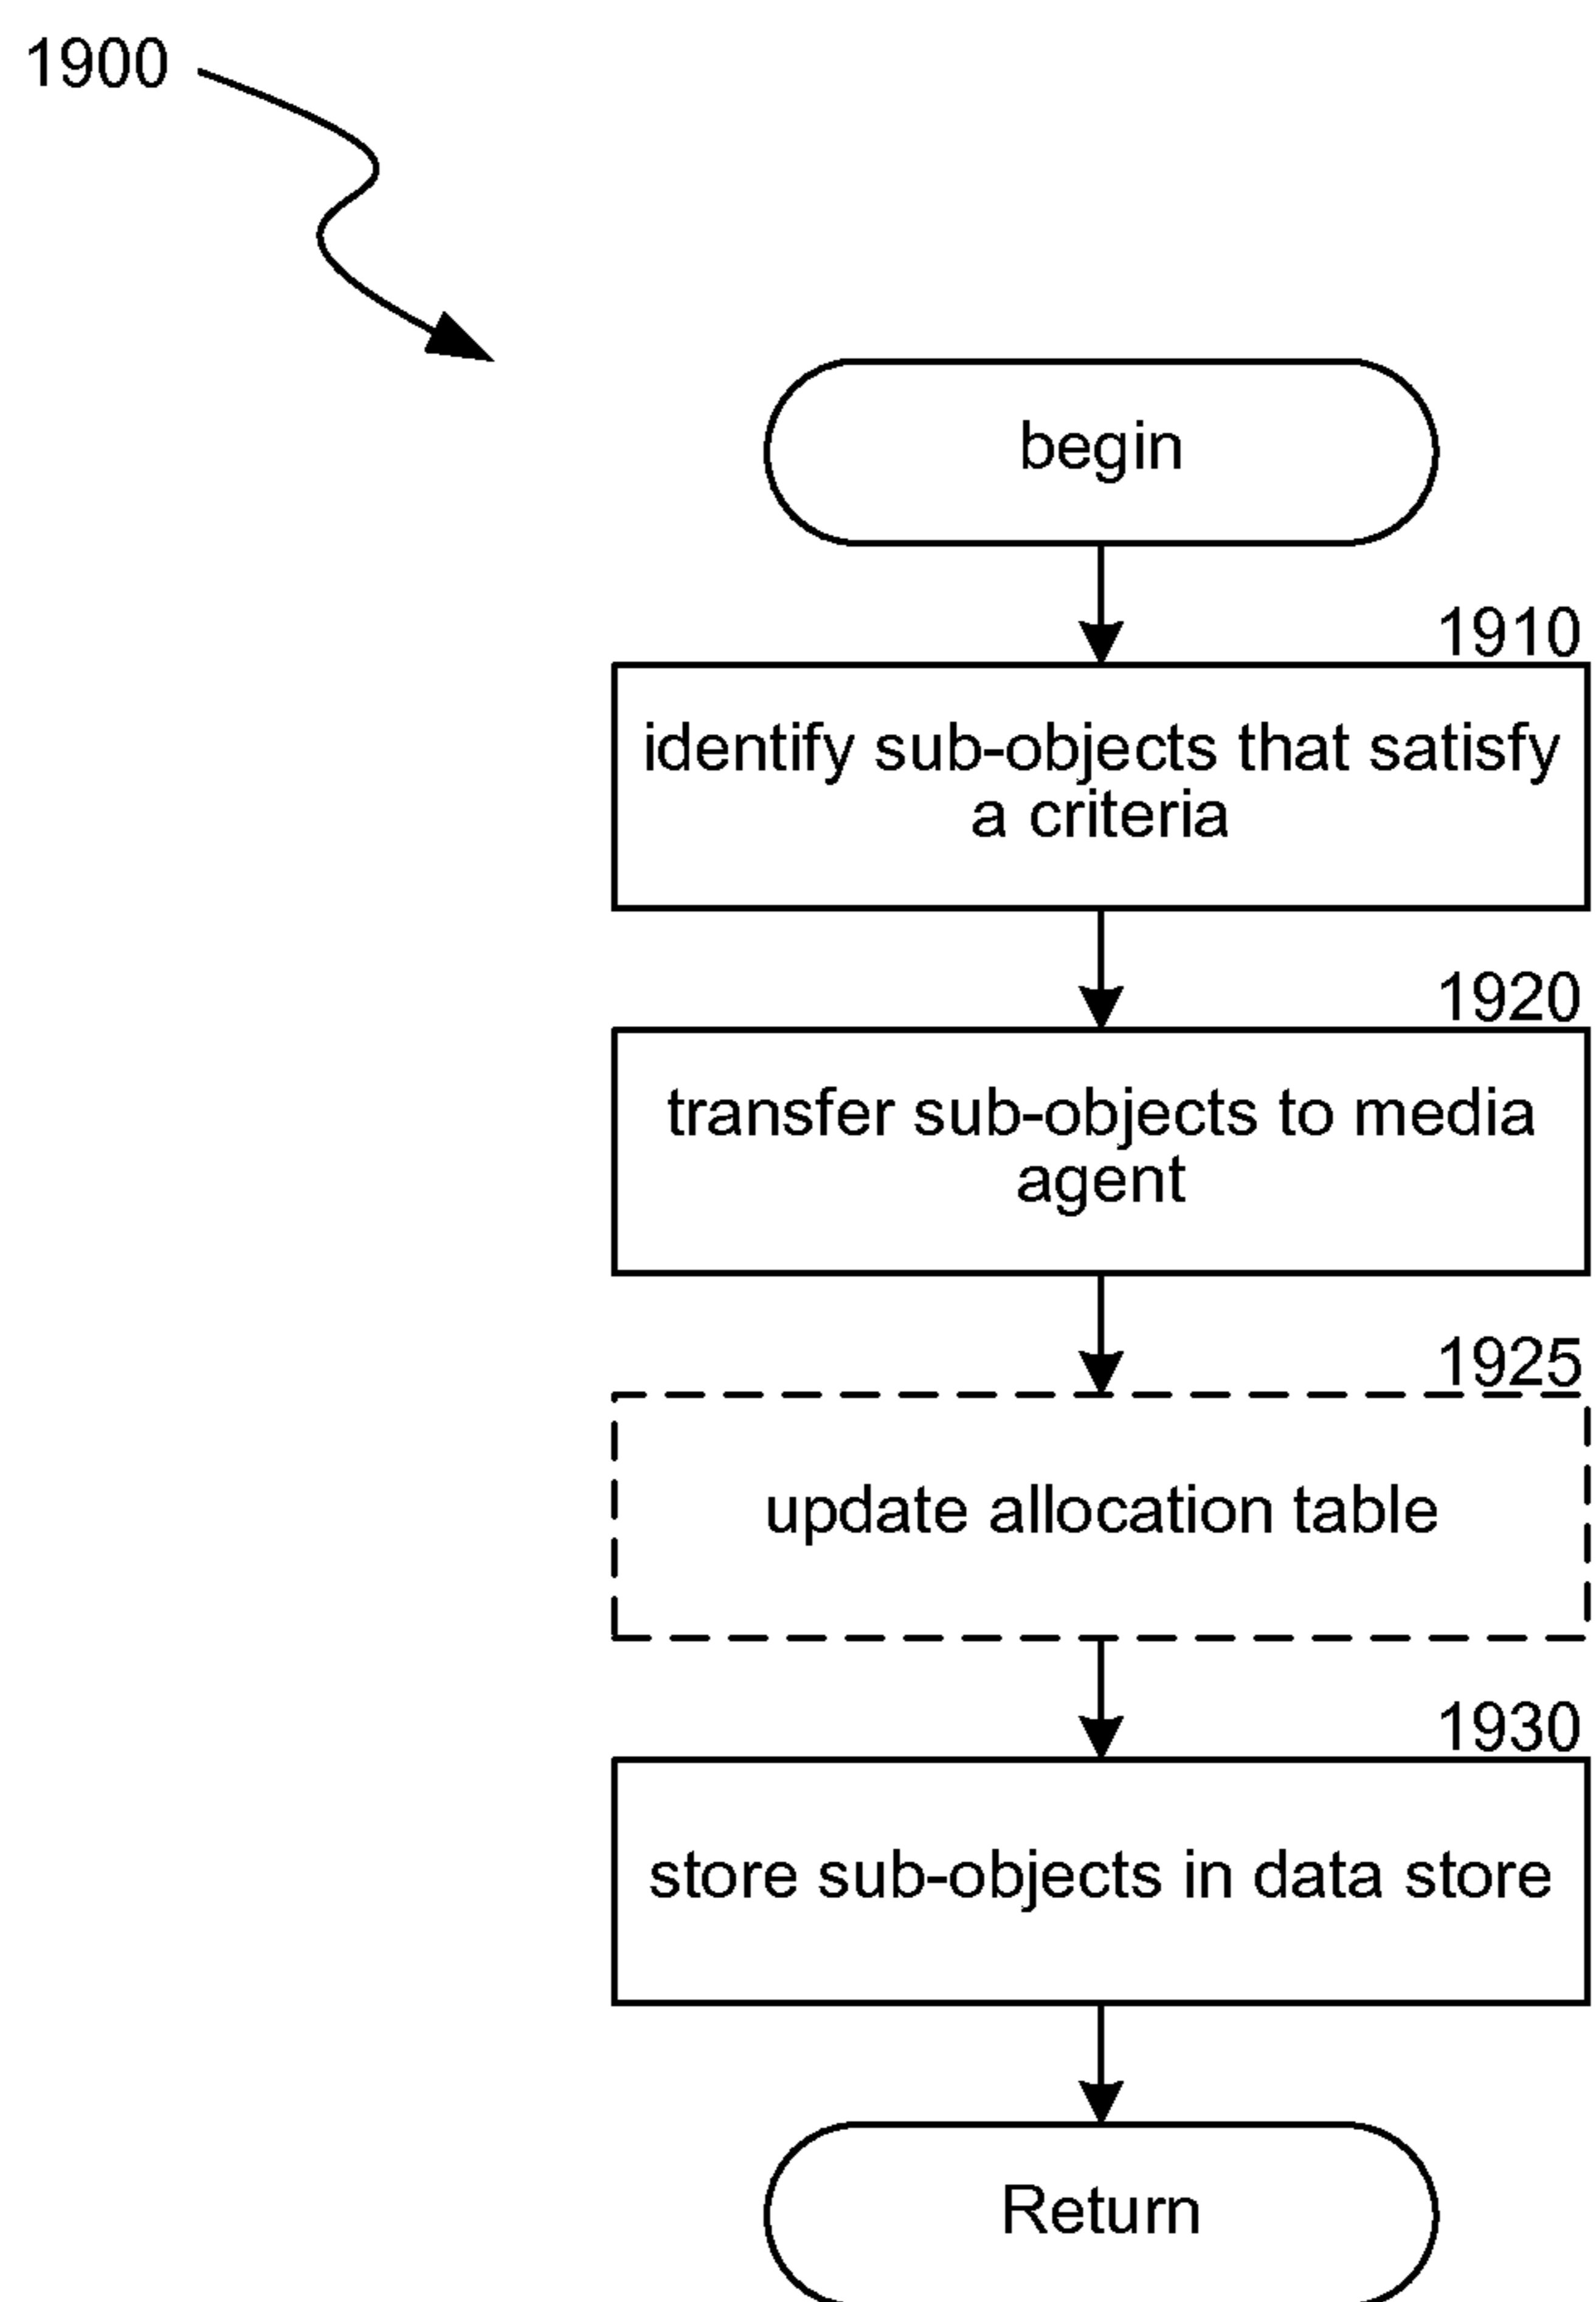 1900
begin
1910
identify sub-objects that satisfy
a criteria
1920
transfer sub-objects to media
agent
1925
update allocation table
1930
store sub-objects in data store
Return